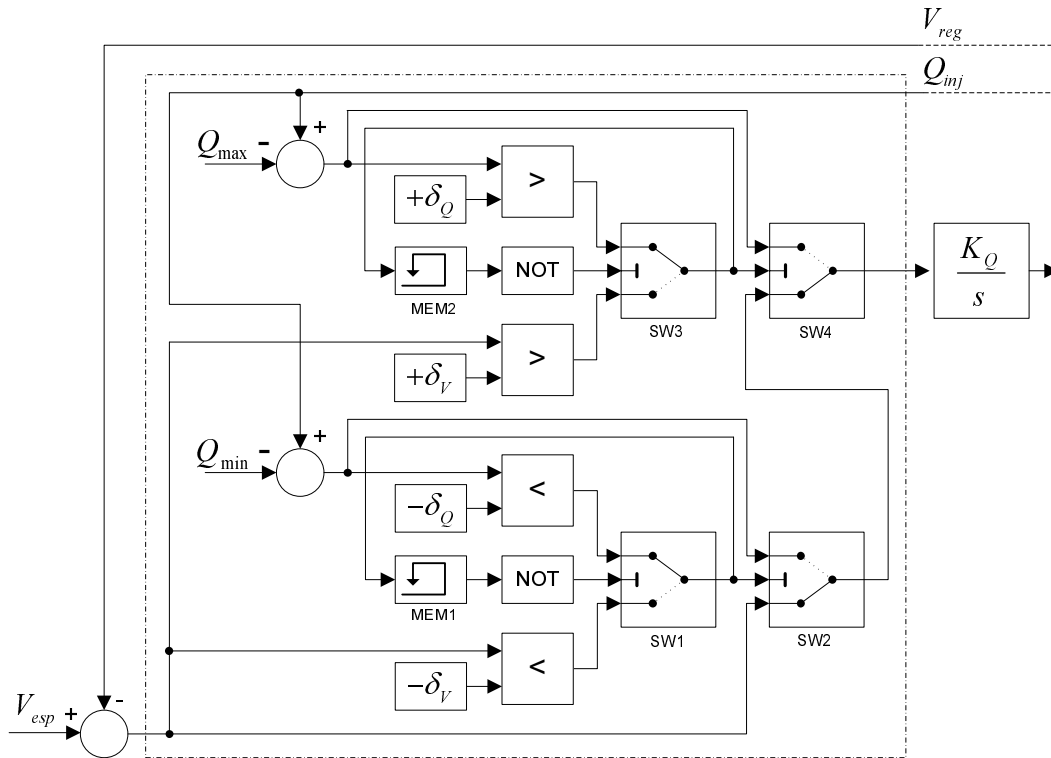 V_reg
Q_inj
- +
Q_max
>
+δ_Q
NOT
MEM2
SW3
SW4
K_Q
s
>
+δ_V
- +
Q_min
<
−δ_Q
NOT
MEM1
SW1
SW2
<
−δ_V
V_esp + -